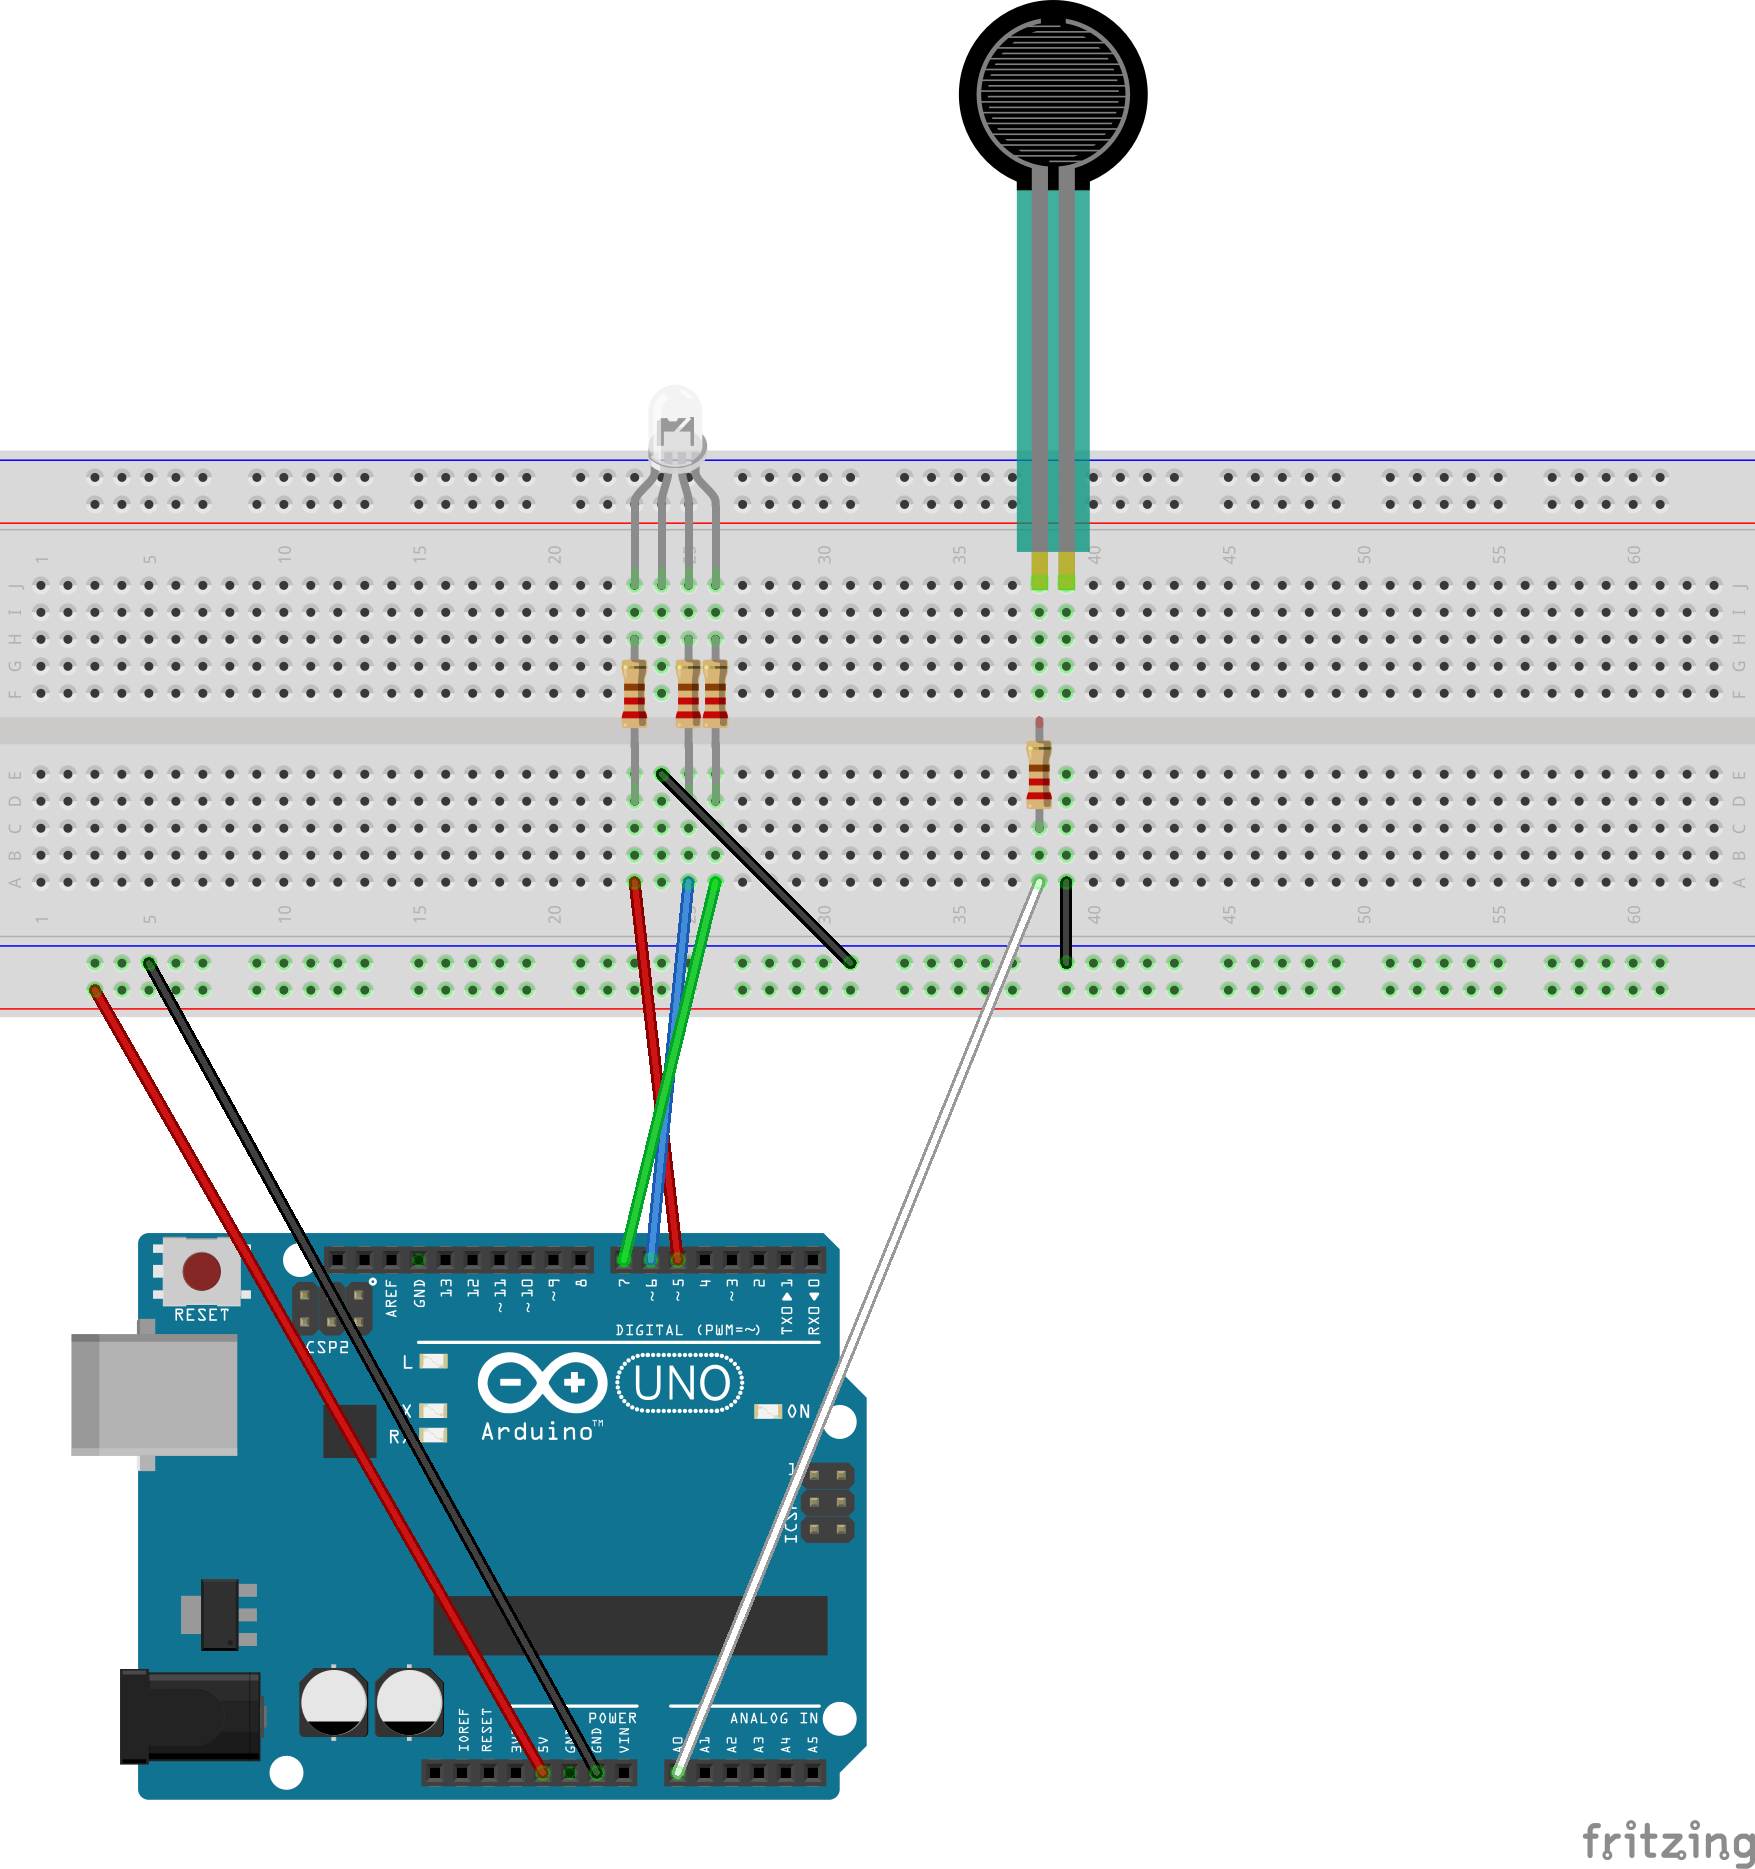 1 5 10 15 20 25 30 35 40 45 50 55 60
J J
I I
H H
G G
F F
E E
D D
C C
B B
A A
1 5 10 15 20 25 30 35 40 45 50 55 60
RESET
AREF GND 13 12 ~11 ~10 ~9 8 7 ~6 ~5 4 ~3 2 TX0▶1 RX0◀0
DIGITAL (PWM=~)
CSP2
L
UNO
X
ON
Arduino™
R
J
ICS
POWER
ANALOG IN
IOREF RESET 3V 5V GN GND VIN A0 A1 A2 A3 A4 A5
fritzing